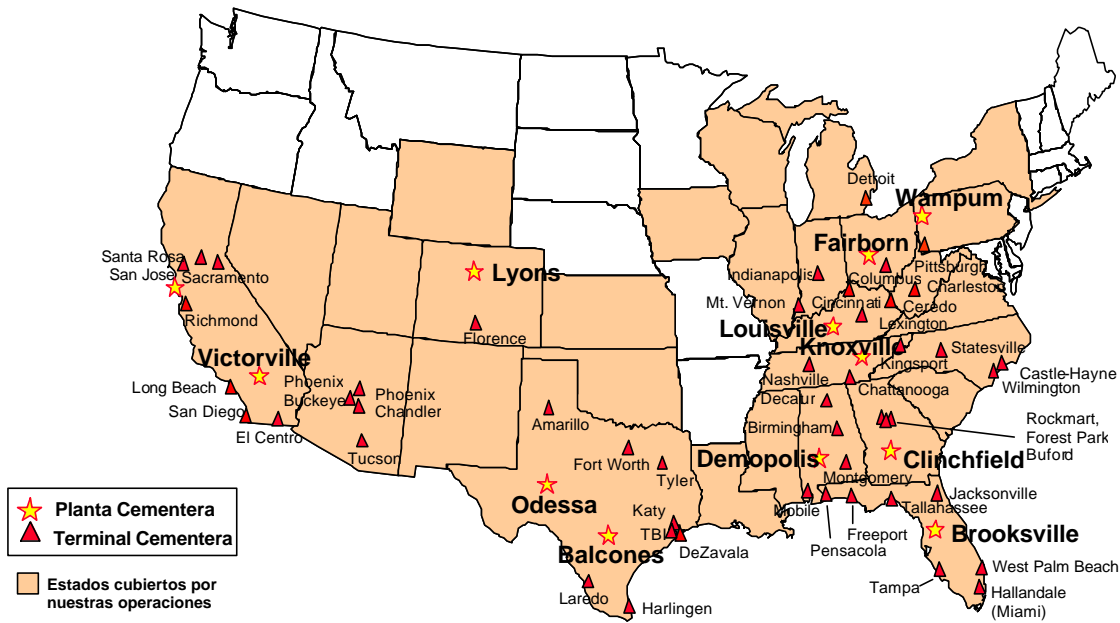 Detroit
Wampum
Fairborn
Pittsburgh
Santa Rosa
San Jose
Sacramento
Richmond
Lyons
Florence
Indianapolis
Columbus
Charleston
Mt. Vernon
Cincinnati
Ceredo
Louisville
Lexington
Knoxville
Kingsport
Statesville
Victorville
Long Beach
San Diego
El Centro
Phoenix
Buckeye
Phoenix
Chandler
Tucson
Nashville
Chattanooga
Castle-Hayne
Wilmington
Decaur
Birmingham
Amarillo
Rockmart,
Forest Park
Buford
Fort Worth
Tyler
Demopolis
Clinchfield
Montgomery
Odessa
Katy
TBI
DeZavala
Balcones
Laredo
Harlingen
Mobile
Pensacola
Freeport
Tallahassee
Jacksonville
Brooksville
West Palm Beach
Tampa
Hallandale
(Miami)
Planta Cementera
Terminal Cementera
Estados cubiertos por
nuestras operaciones